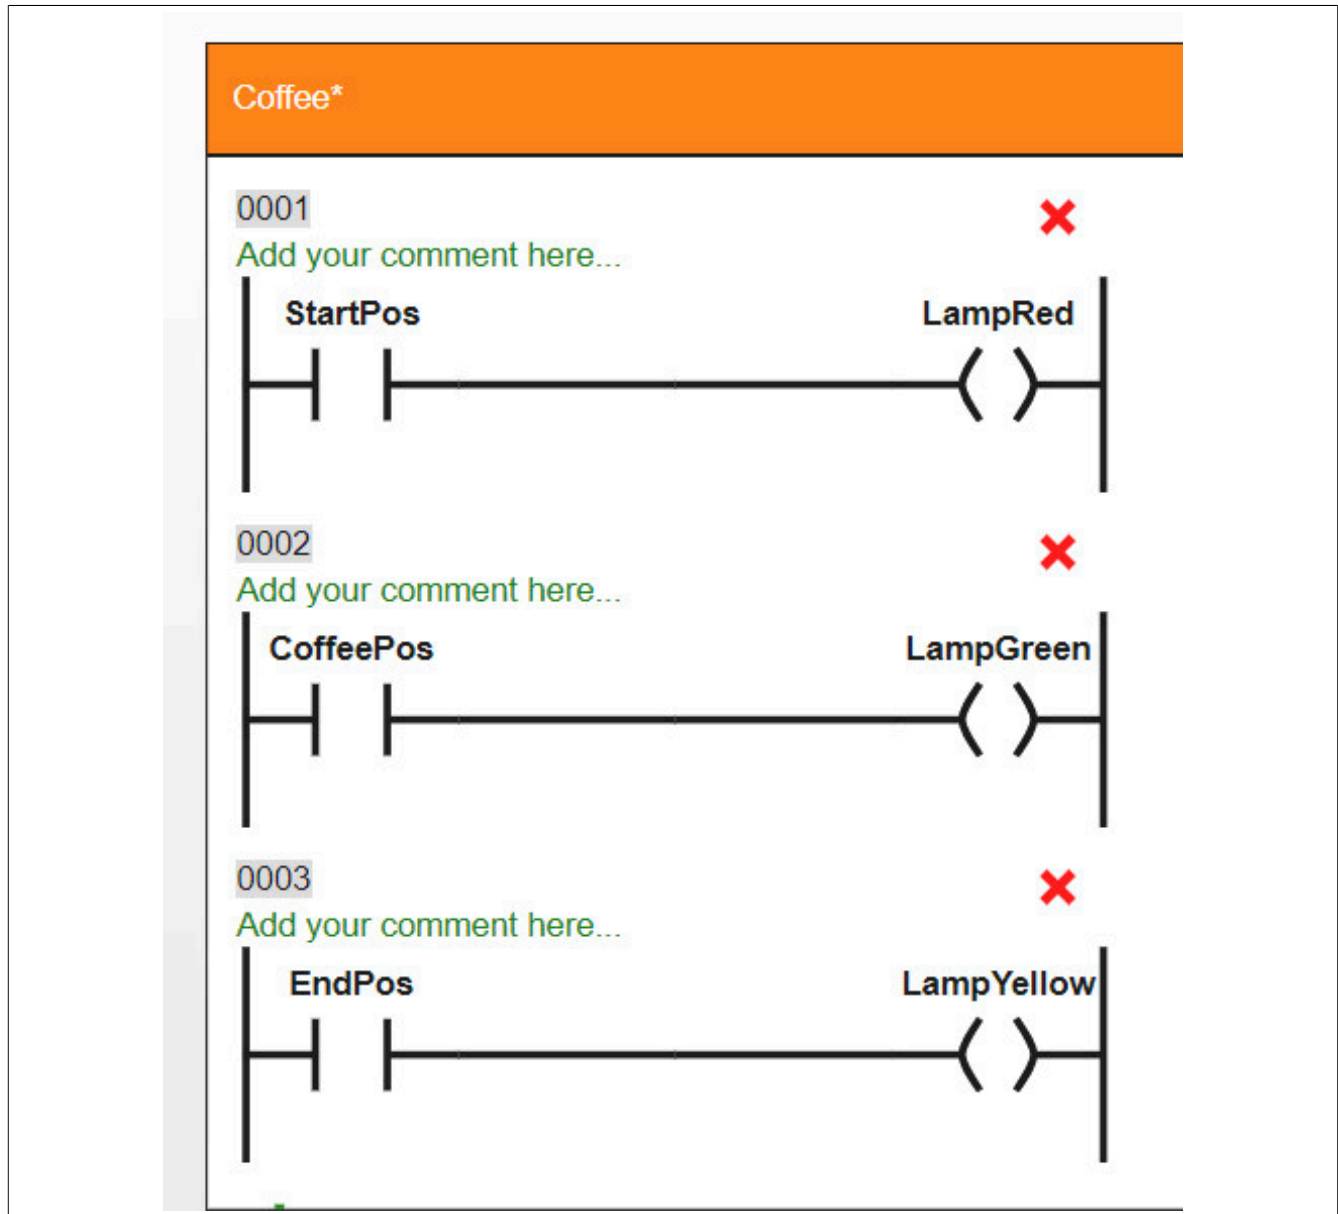 Coffee*
0001
Add your comment here...
StartPos LampRed
0002
Add your comment here...
CoffeePos LampGreen
0003
Add your comment here...
EndPos LampYellow